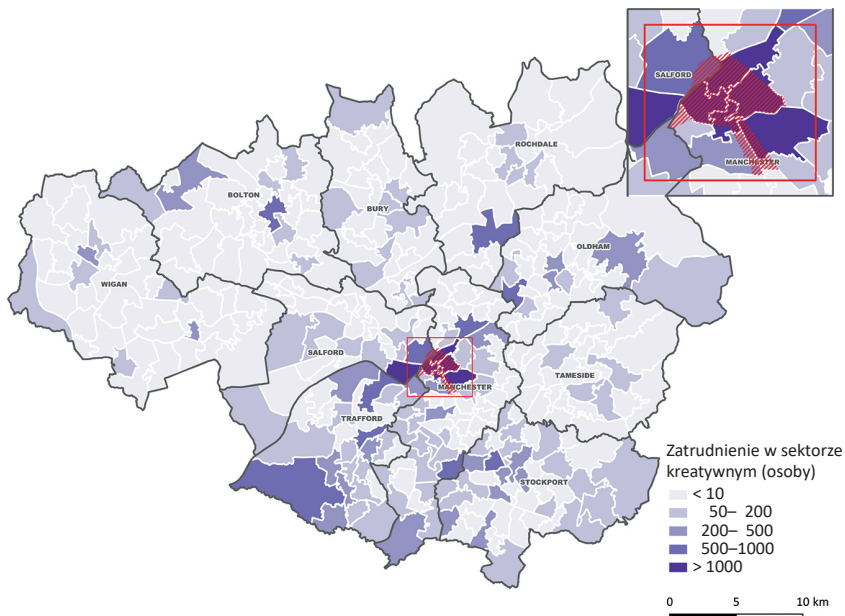 SALFORD
MANCHESTER
ROCHDALE
BOLTON
BURY
OLDHAM
WIGAN
SALFORD
TAMESIDE
MANCHESTER
TRAFFORD
STOCKPORT
Zatrudnienie w sektorze
kreatywnym (osoby)
< 10
50– 200
200– 500
500–1000
> 1000
0 5 10 km